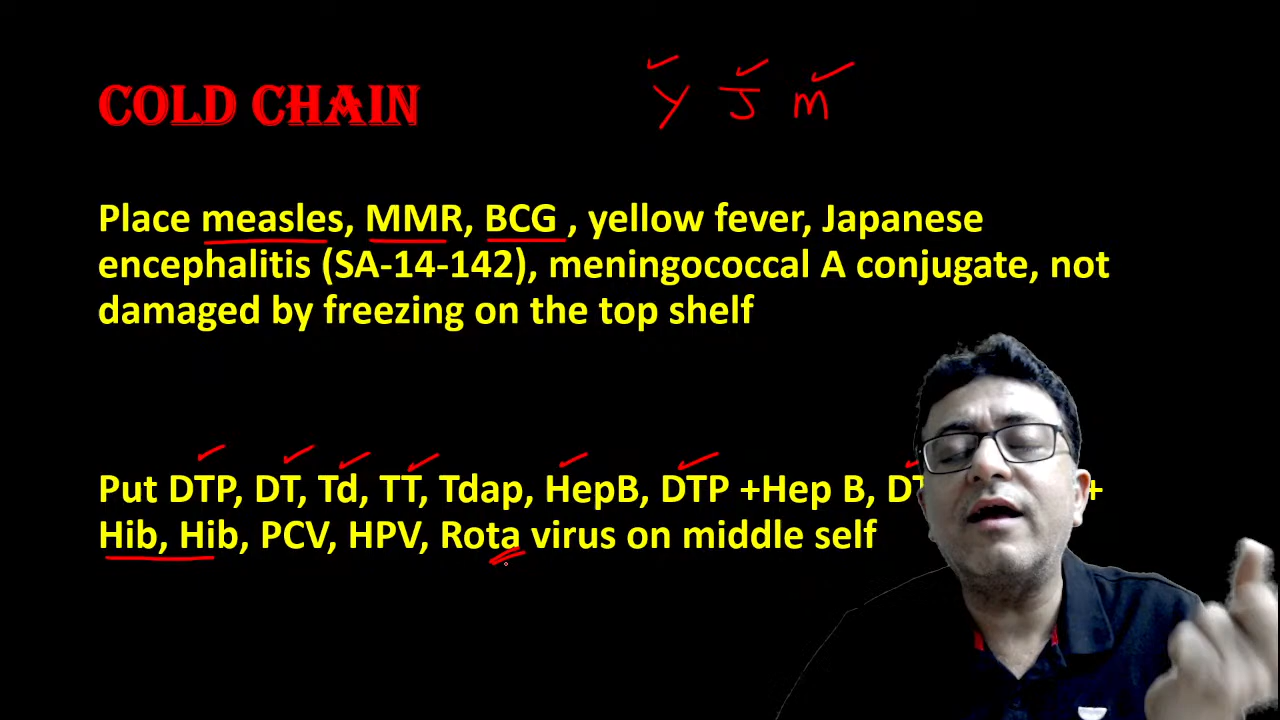 COLD CHAIN
Y J m
Place measles, MMR, BCG , yellow fever, Japanese
encephalitis (SA-14-142), meningococcal A conjugate, not
damaged by freezing on the top shelf
Put DTP, DT, Td, TT, Tdap, HepB, DTP +Hep B, +
Hib, Hib, PCV, HPV, Rota virus on middle self